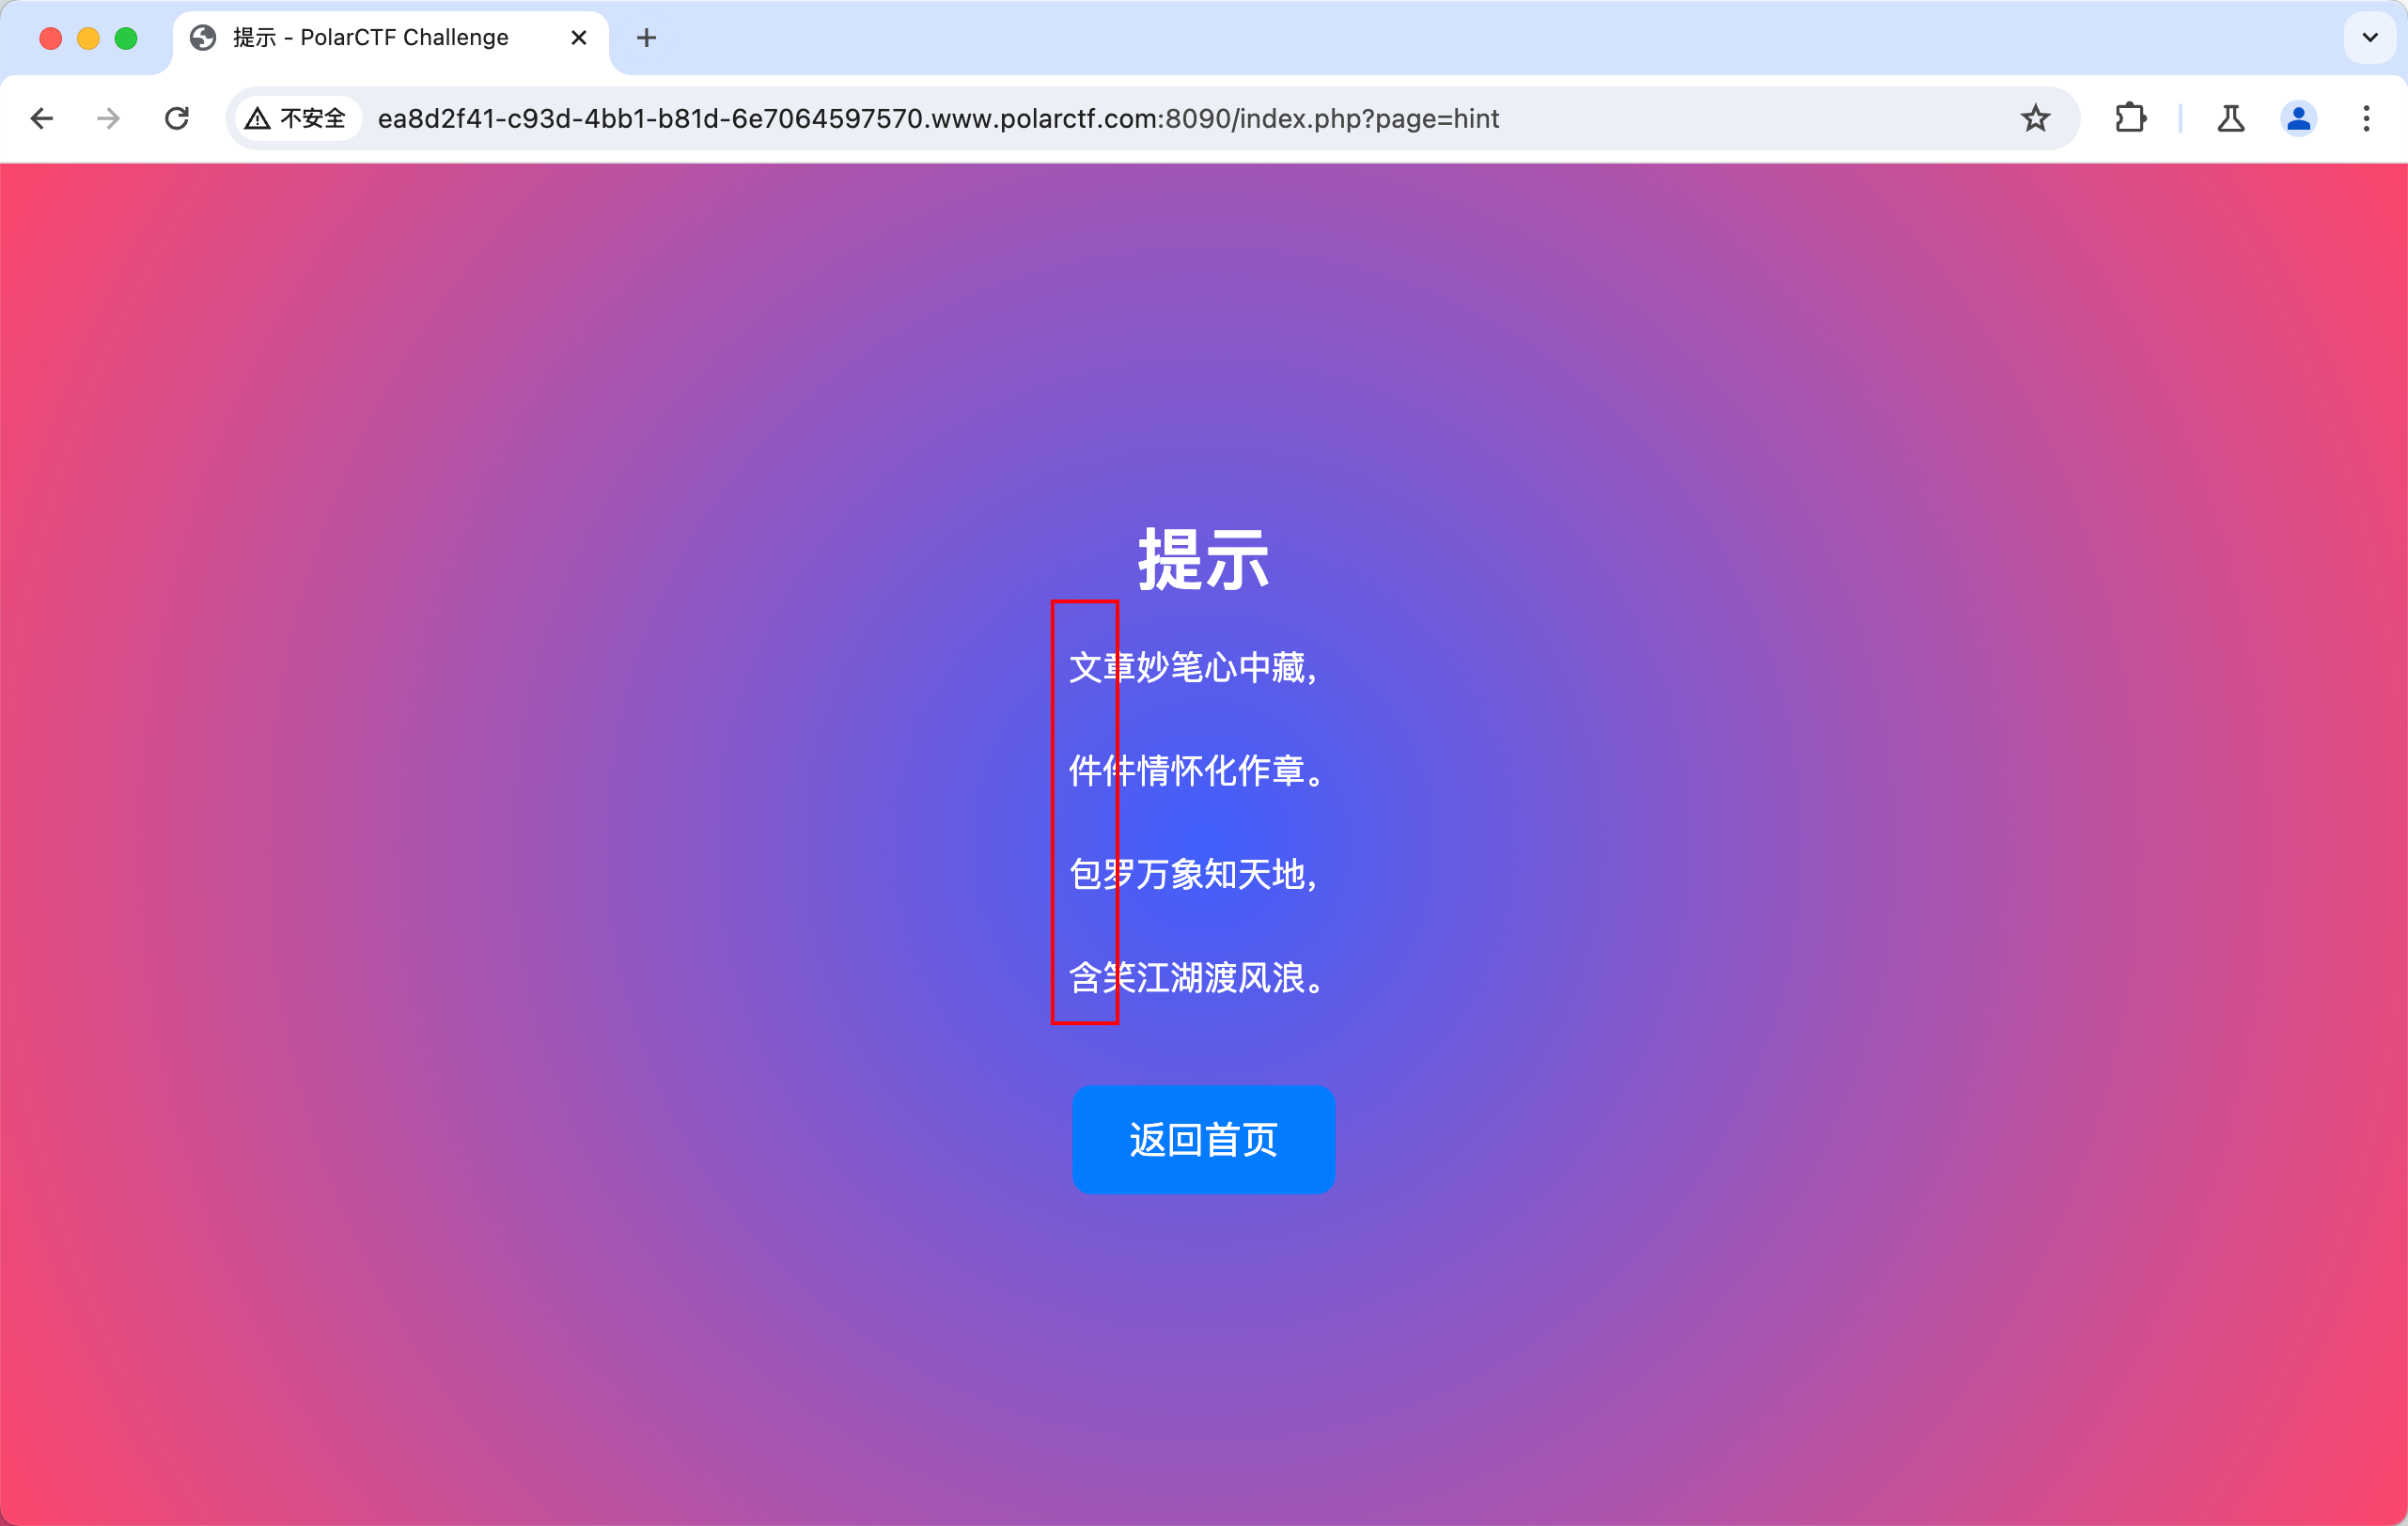 提示 - PolarCTF Challenge
不安全 ea8d2f41-c93d-4bb1-b81d-6e7064597570.www.polarctf.com:8090/index.php?page=hint
提示
文章妙笔心中藏，
件件情怀化作章。
包罗万象知天地，
含笑江湖渡风浪。
返回首页